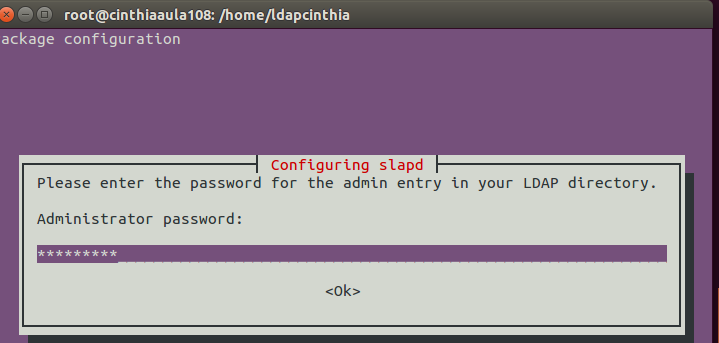 root@cinthiaaula108: /home/ldapcinthia
ackage configuration
Configuring slapd
Please enter the password for the admin entry in your LDAP directory.
Administrator password:
*********
<Ok>